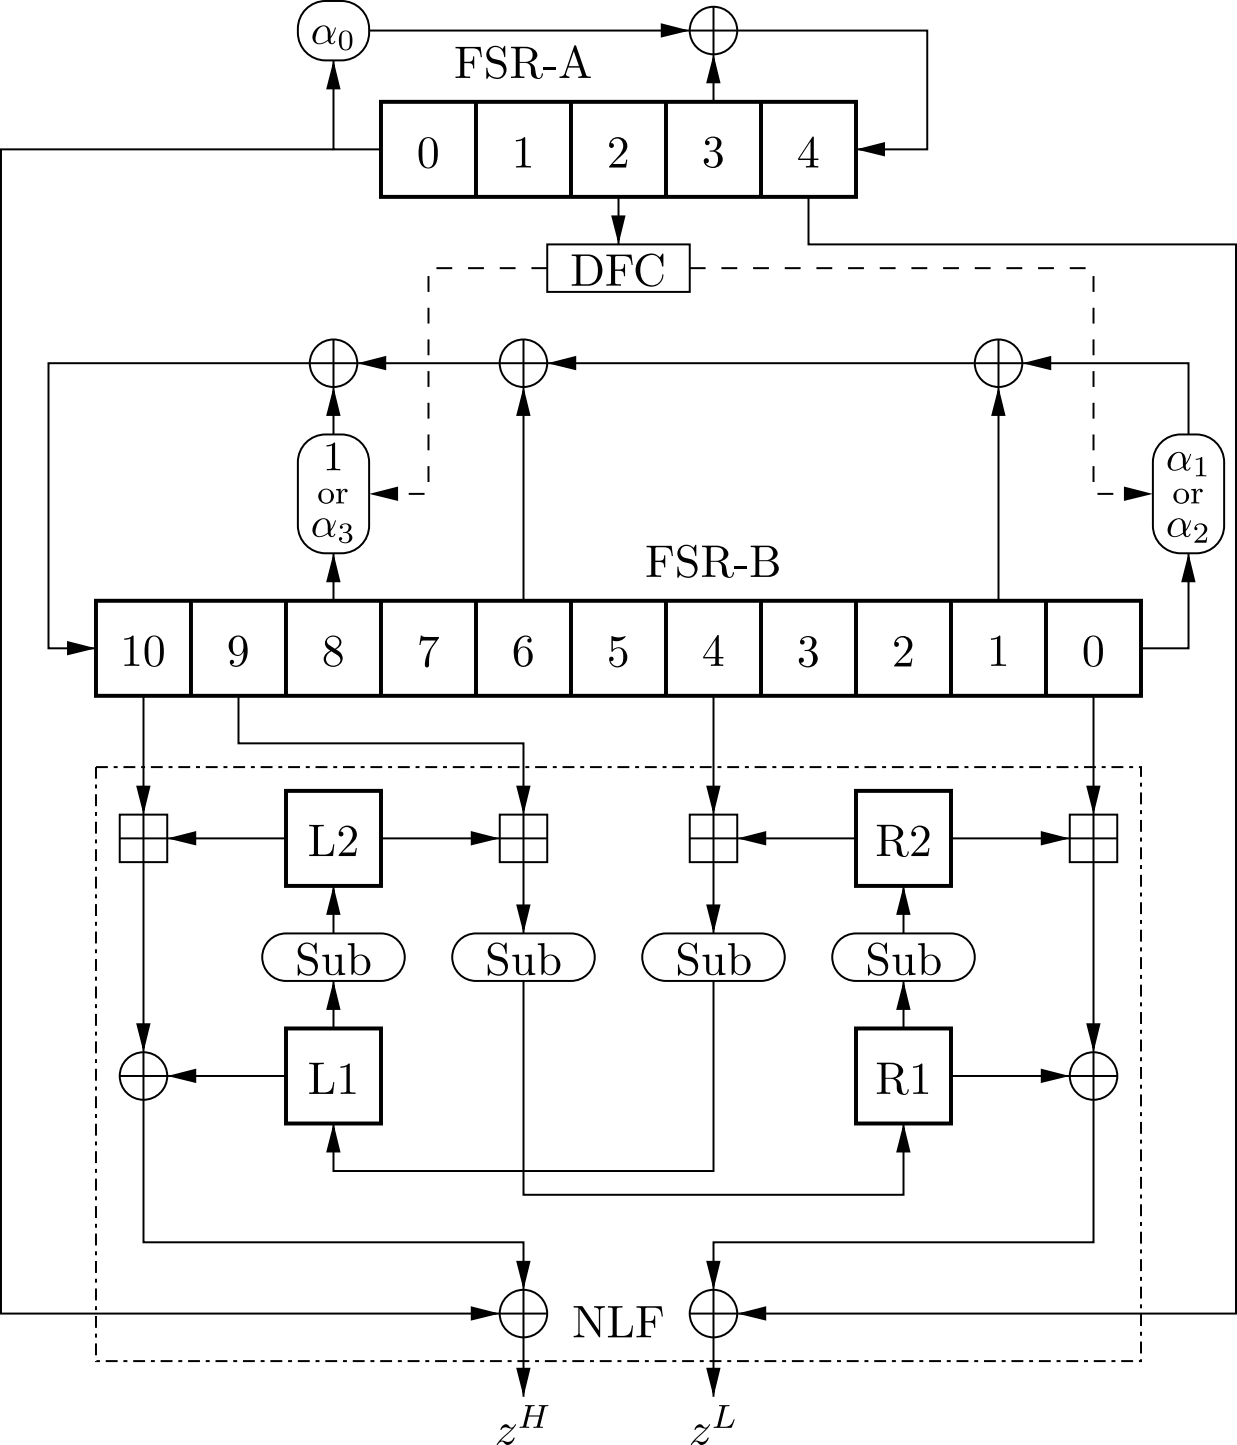 α₀
FSR-A
0 1 2 3 4
DFC
1 or α₃
α₁ or α₂
FSR-B
10 9 8 7 6 5 4 3 2 1 0
L2 R2
Sub Sub Sub Sub
L1 R1
NLF
z^H z^L